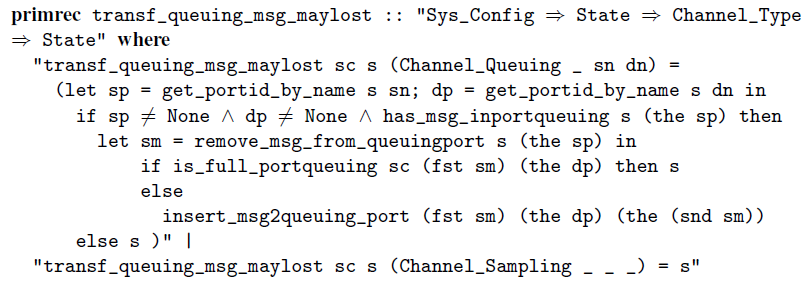 primrec transf_queuing_msg_maylost :: "Sys_Config ⇒ State ⇒ Channel_Type
⇒ State" where
"transf_queuing_msg_maylost sc s (Channel_Queuing _ sn dn) =
(let sp = get_portid_by_name s sn; dp = get_portid_by_name s dn in
if sp ≠ None ∧ dp ≠ None ∧ has_msg_inportqueuing s (the sp) then
let sm = remove_msg_from_queuingport s (the sp) in
if is_full_portqueuing sc (fst sm) (the dp) then s
else
insert_msg2queuing_port (fst sm) (the dp) (the (snd sm))
else s )" |
"transf_queuing_msg_maylost sc s (Channel_Sampling _ _ _) = s"